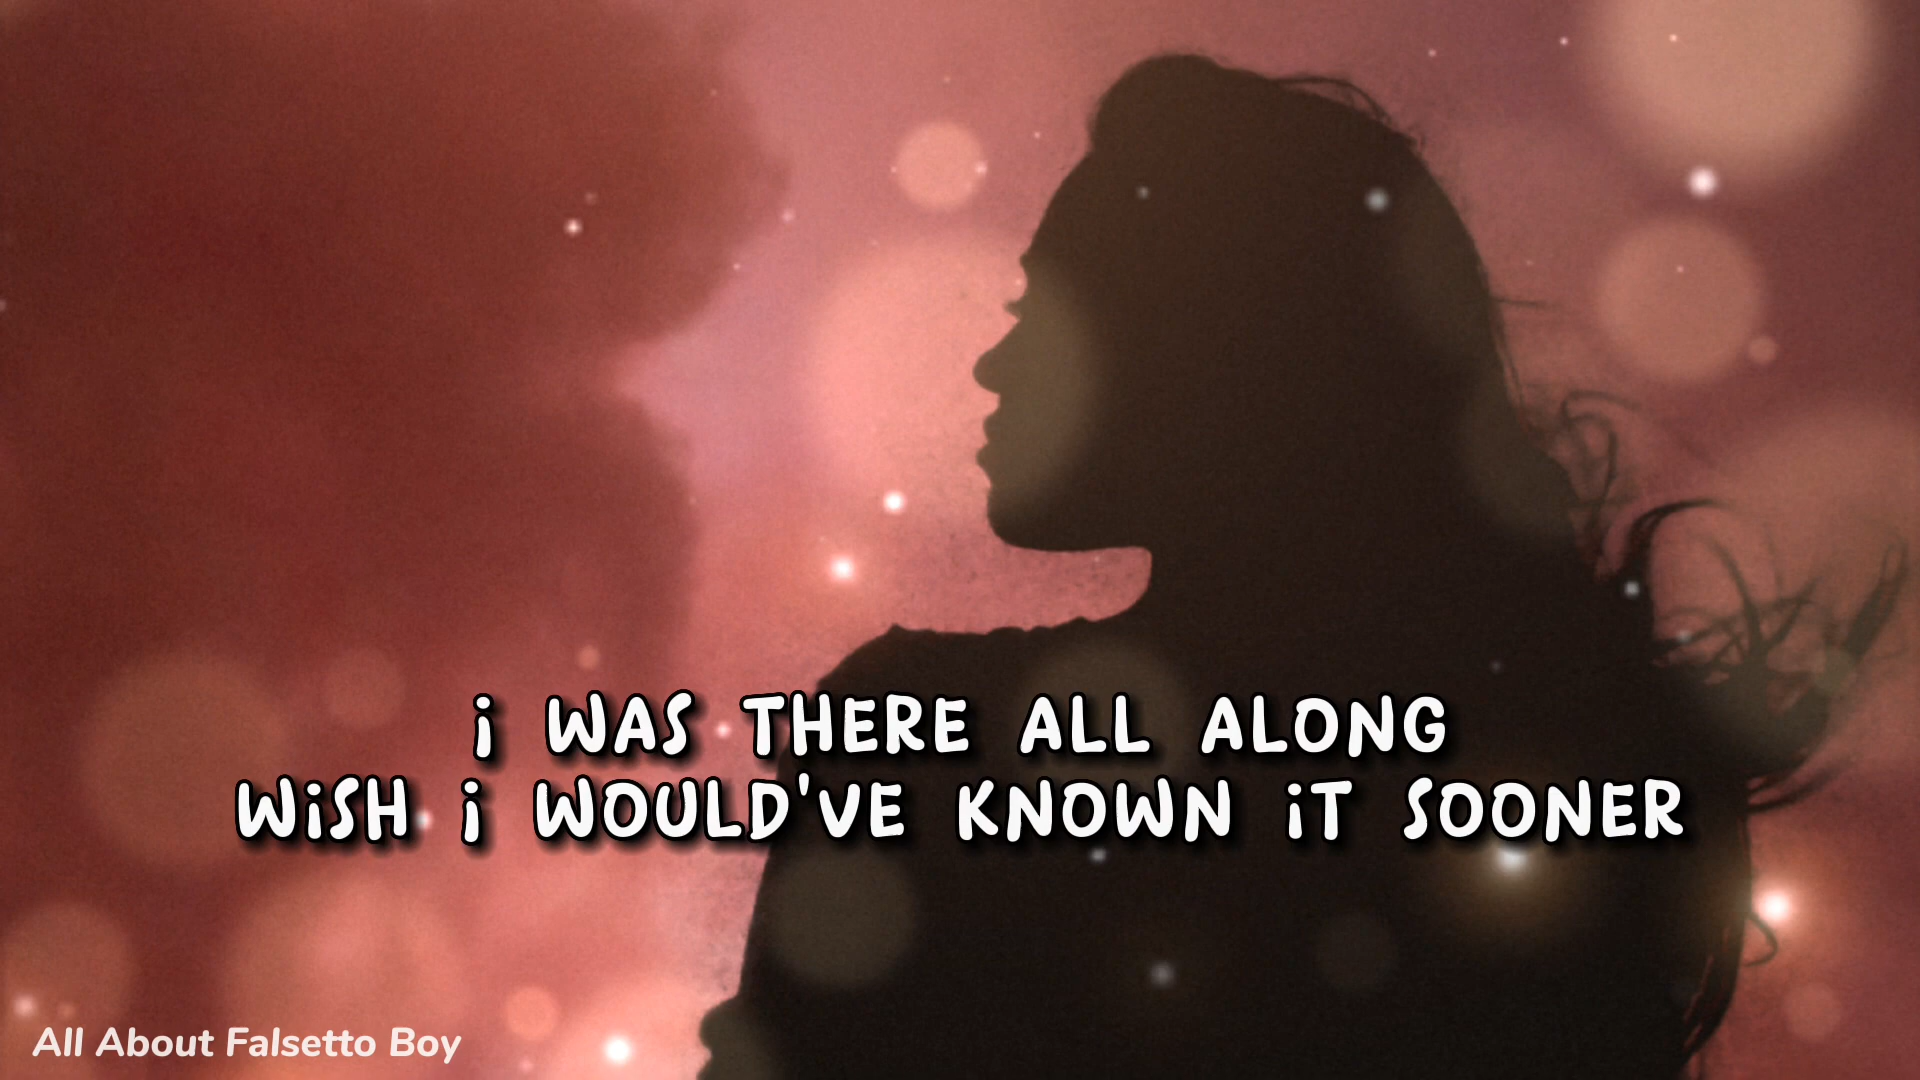 i WAS THERE ALL ALONG
WiSH i WOULD'VE KNOWN iT SOONER
All About Falsetto Boy